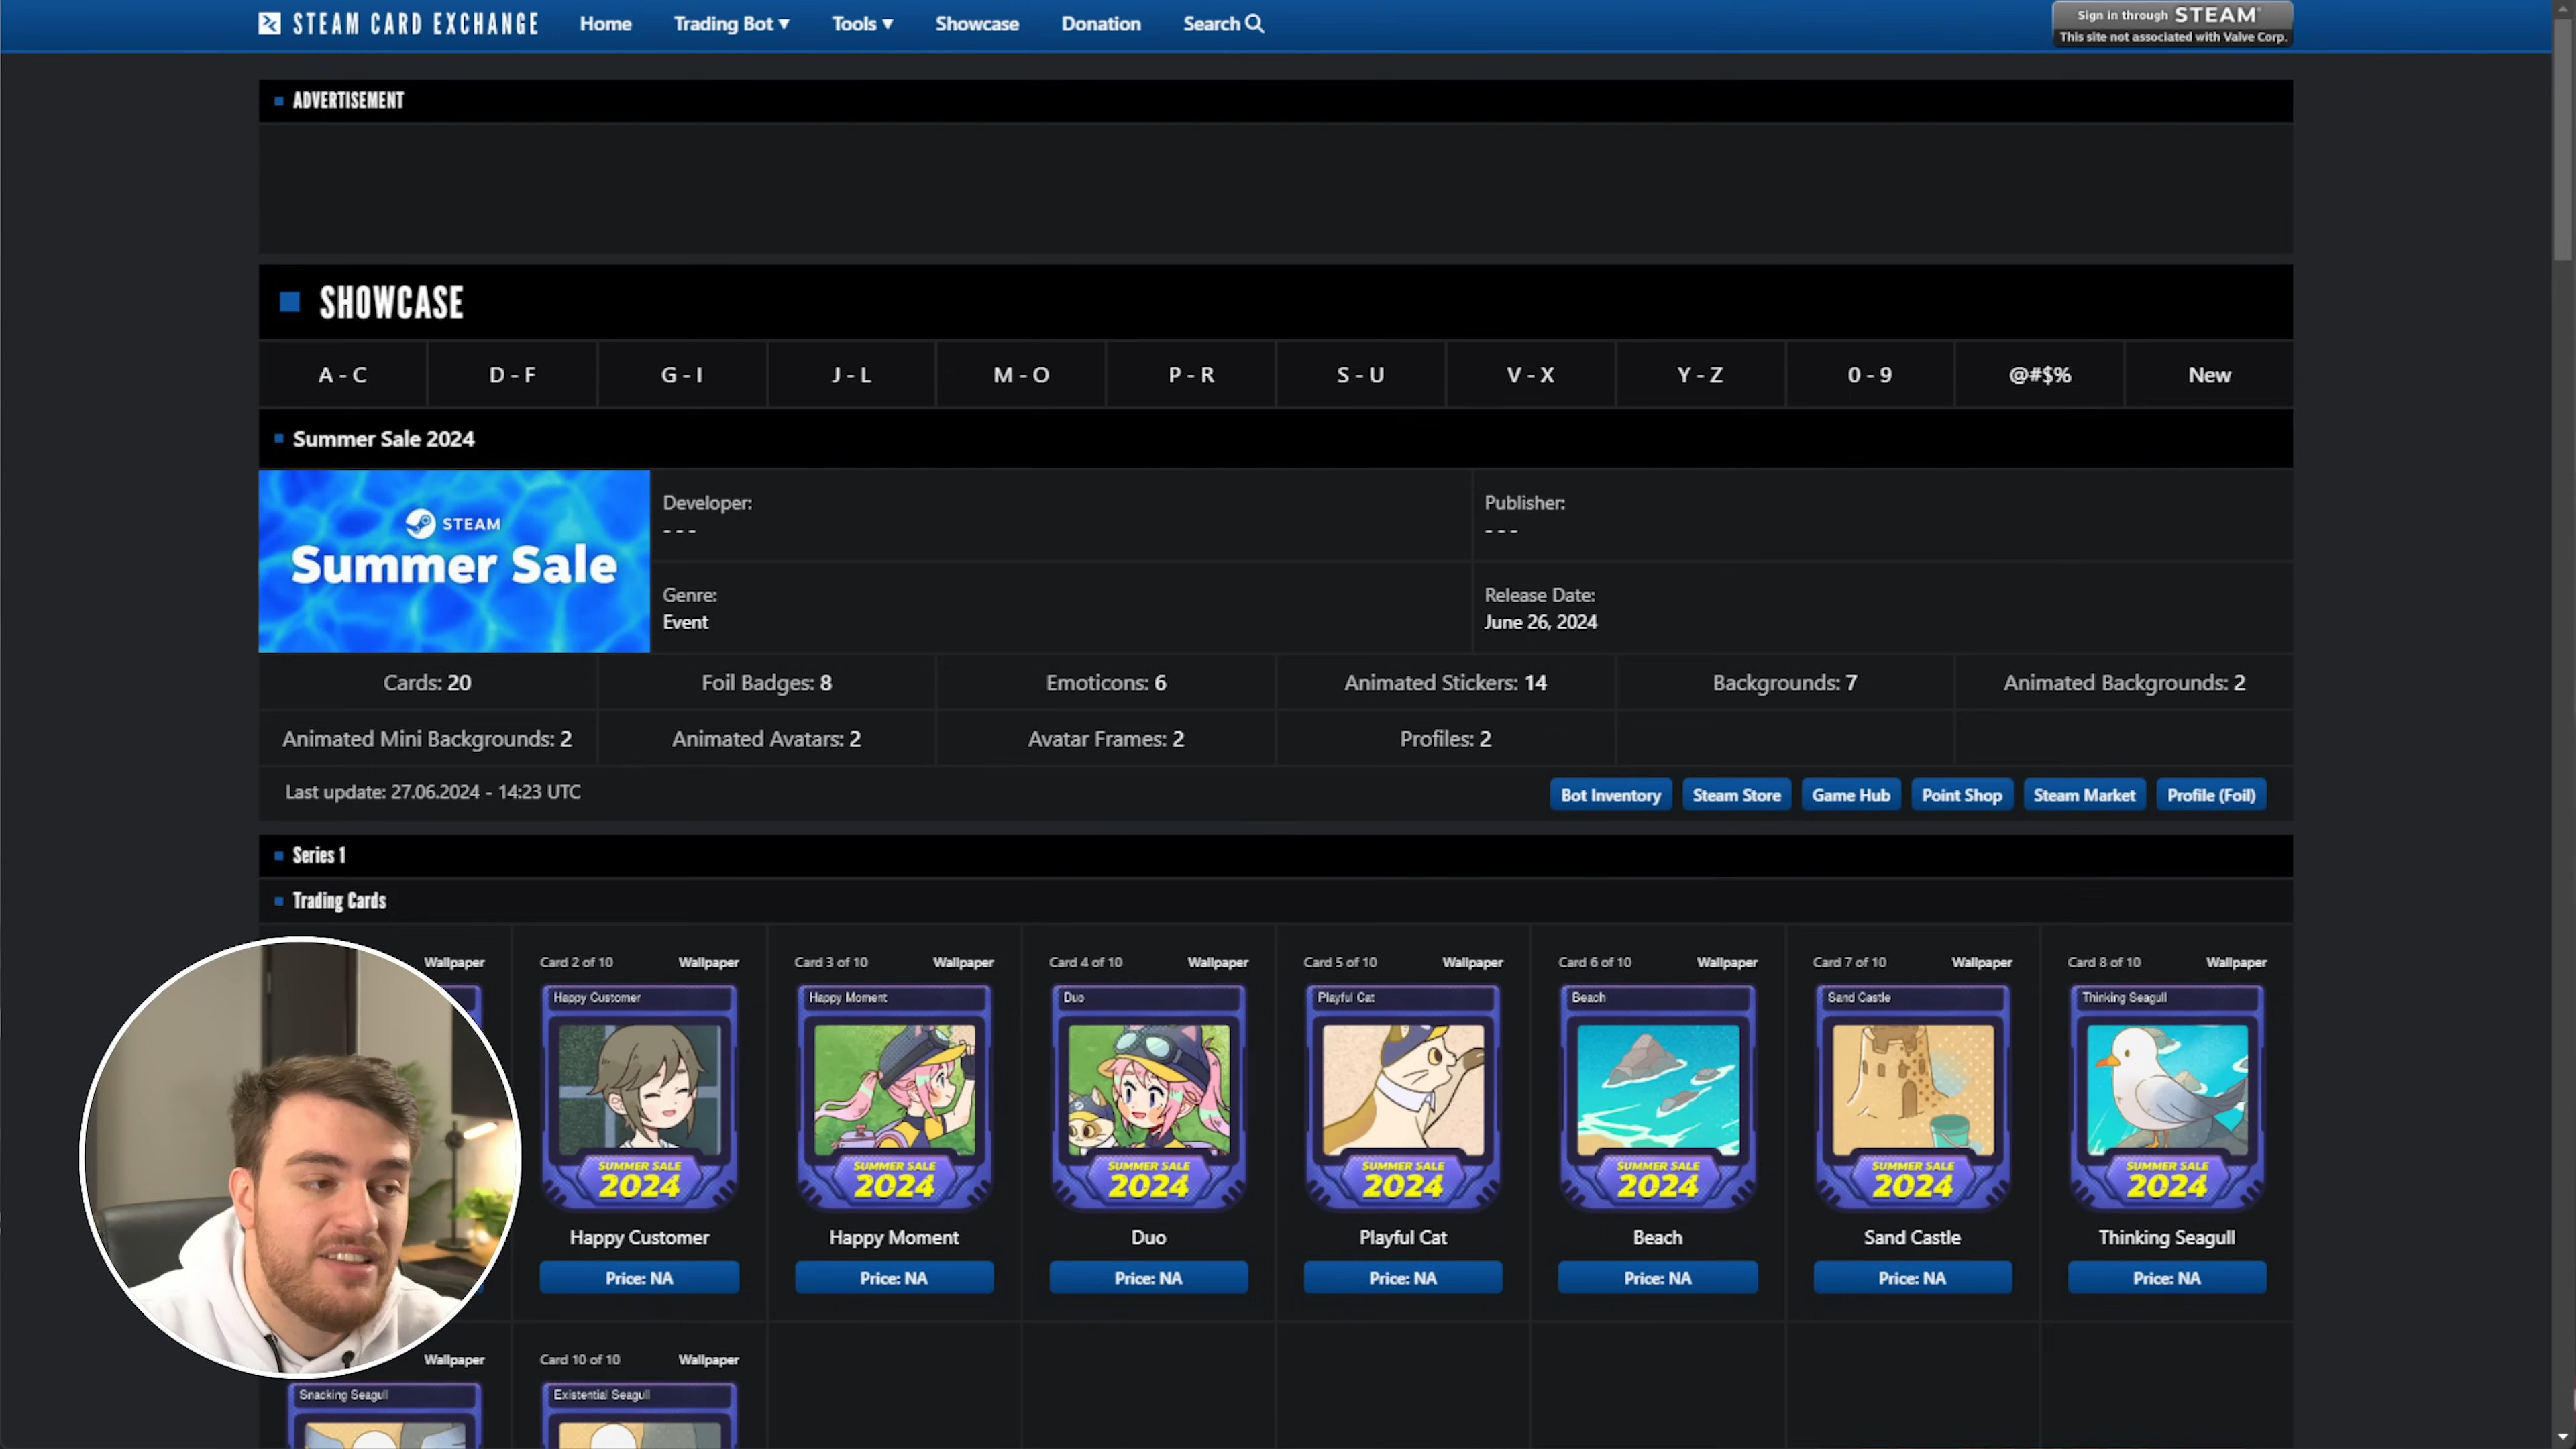 STEAM CARD EXCHANGE
Home
Trading Bot ▼
Tools ▼
Showcase
Donation
Search
Sign in through STEAM
This site not associated with Valve Corp.
ADVERTISEMENT
SHOWCASE
A - C
D - F
G - I
J - L
M - O
P - R
S - U
V - X
Y - Z
0 - 9
@#$%
New
Summer Sale 2024
STEAM
Summer Sale
Developer:
- - -
Publisher:
- - -
Genre:
Event
Release Date:
June 26, 2024
Cards: 20
Foil Badges: 8
Emoticons: 6
Animated Stickers: 14
Backgrounds: 7
Animated Backgrounds: 2
Animated Mini Backgrounds: 2
Animated Avatars: 2
Avatar Frames: 2
Profiles: 2
Last update: 27.06.2024 - 14:23 UTC
Bot Inventory
Steam Store
Game Hub
Point Shop
Steam Market
Profile (Foil)
Series 1
Trading Cards
Wallpaper
Card 2 of 10 Wallpaper
Happy Customer
SUMMER SALE
2024
Happy Customer
Price: NA
Card 3 of 10 Wallpaper
Happy Moment
SUMMER SALE
2024
Happy Moment
Price: NA
Card 4 of 10 Wallpaper
Duo
SUMMER SALE
2024
Duo
Price: NA
Card 5 of 10 Wallpaper
Playful Cat
SUMMER SALE
2024
Playful Cat
Price: NA
Card 6 of 10 Wallpaper
Beach
SUMMER SALE
2024
Beach
Price: NA
Card 7 of 10 Wallpaper
Sand Castle
SUMMER SALE
2024
Sand Castle
Price: NA
Card 8 of 10 Wallpaper
Thinking Seagull
SUMMER SALE
2024
Thinking Seagull
Price: NA
Wallpaper
Snacking Seagull
Card 10 of 10 Wallpaper
Existential Seagull